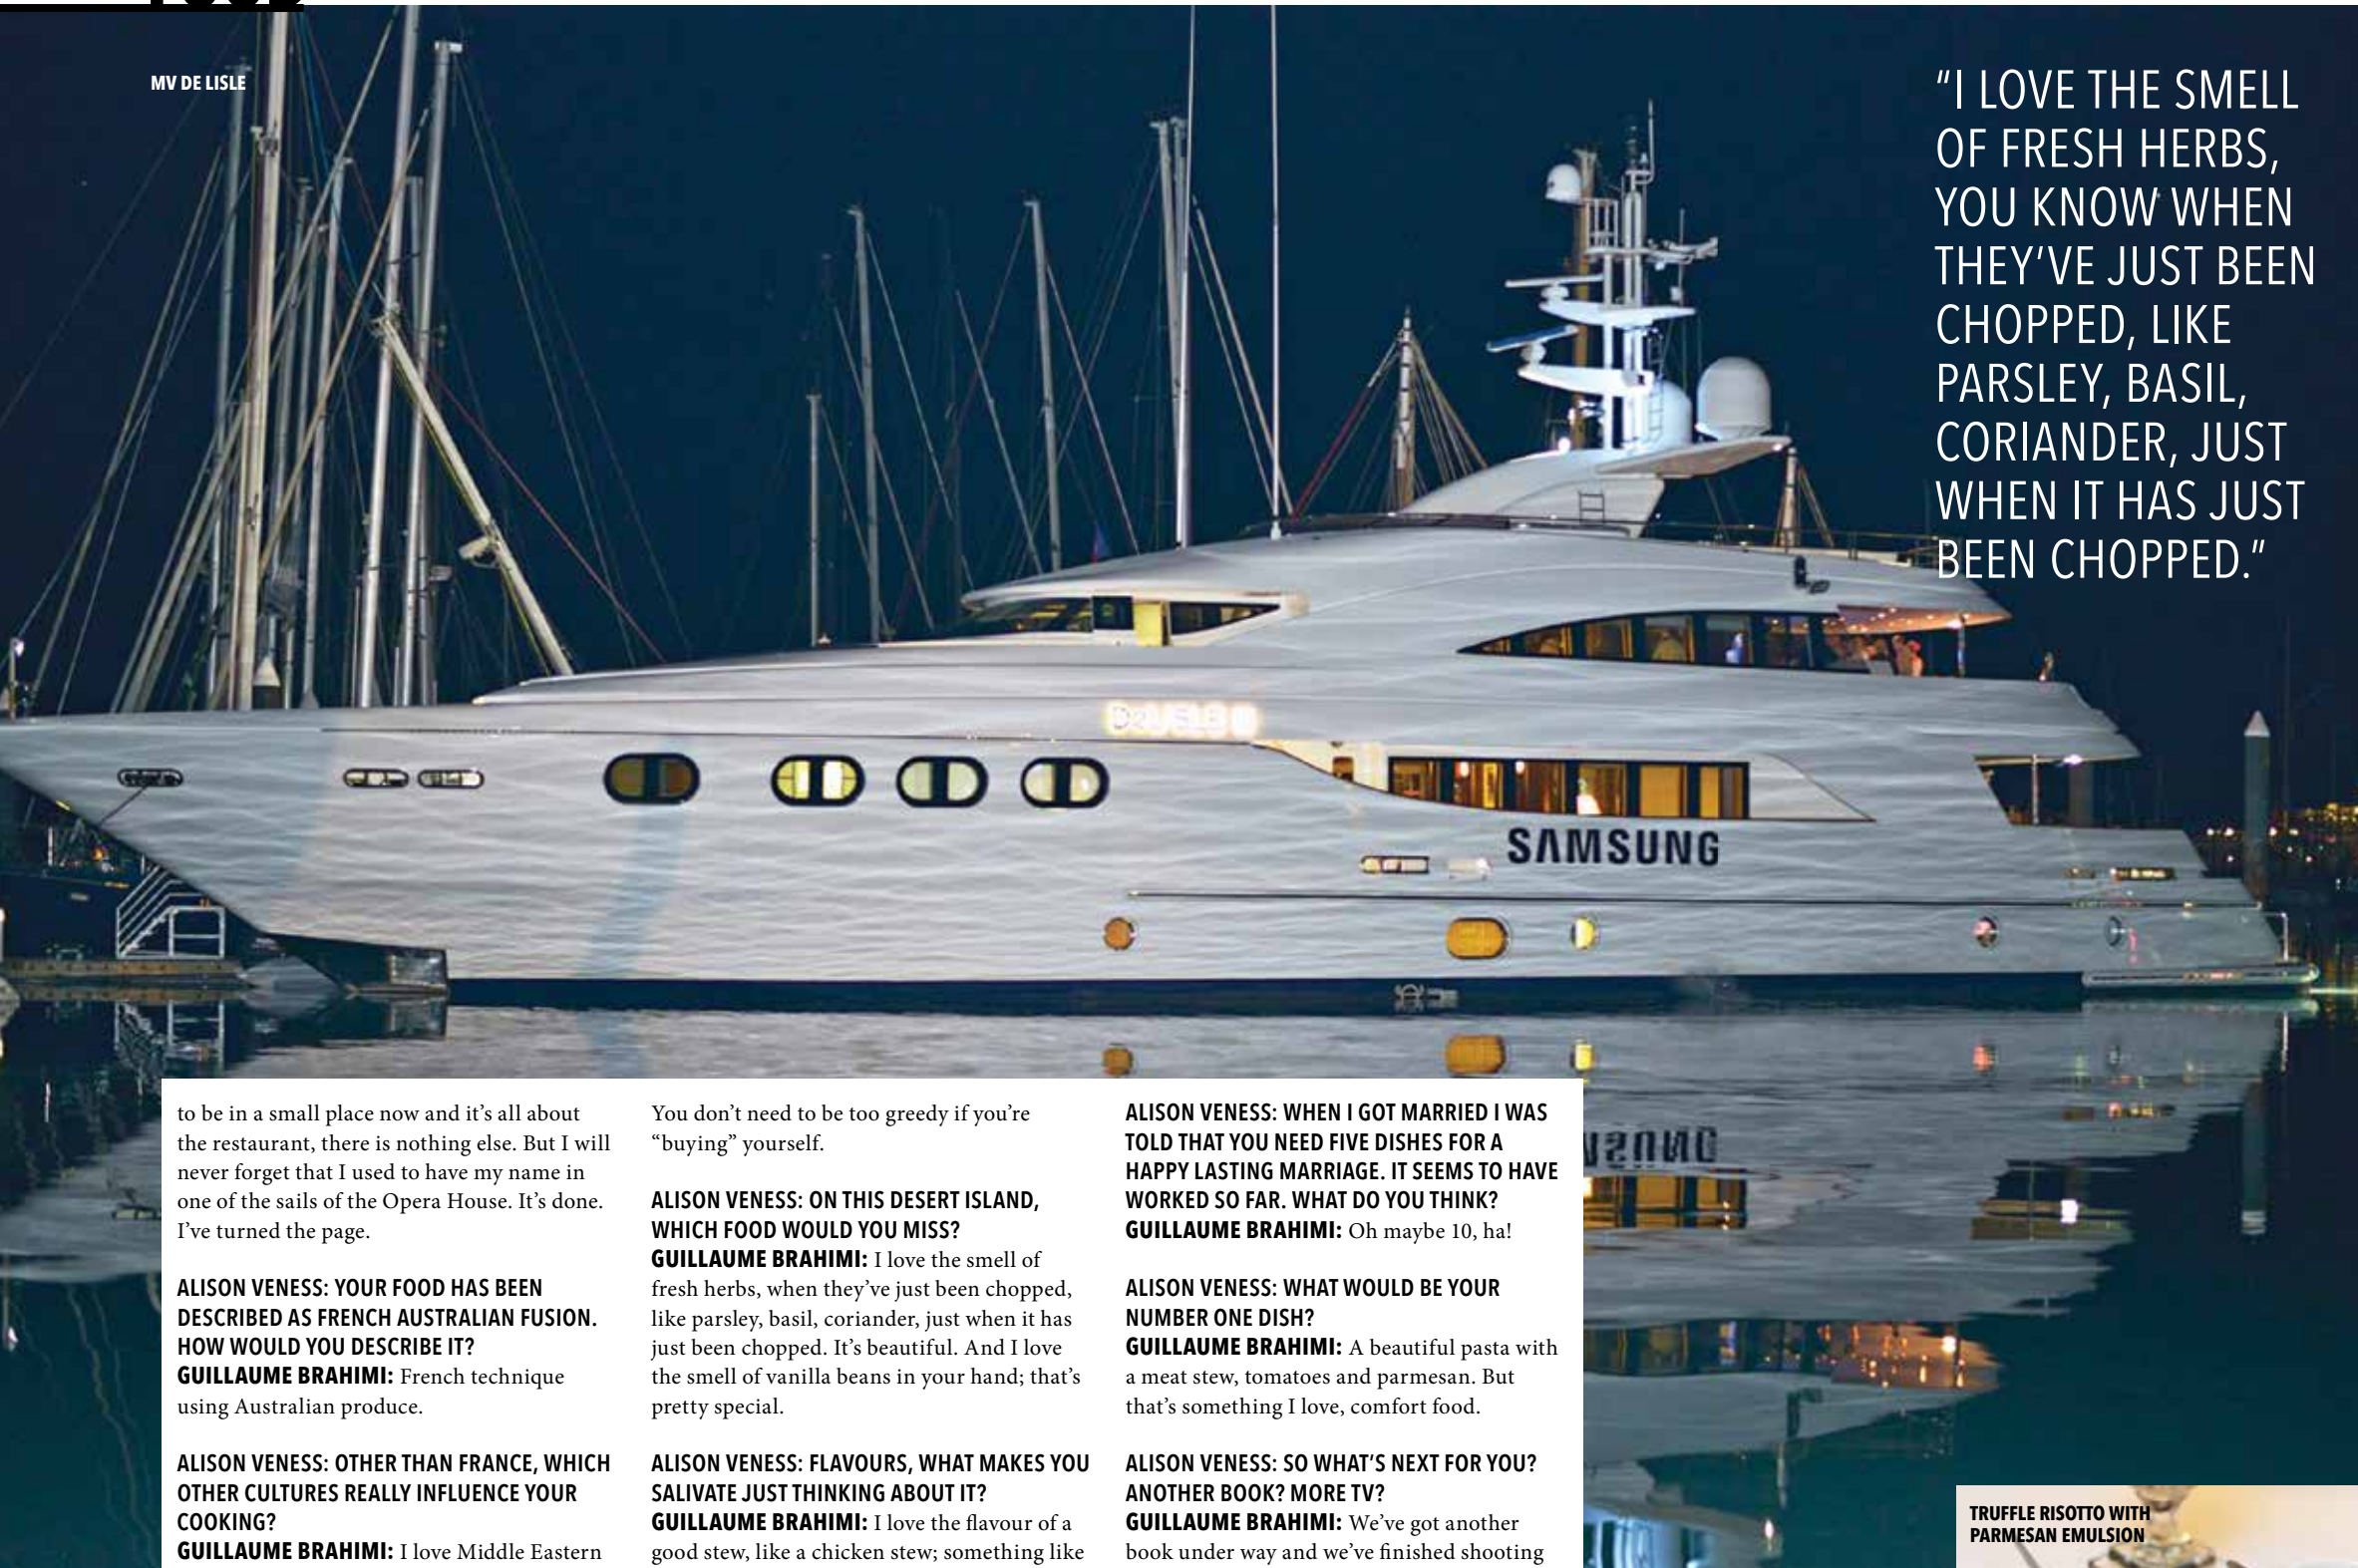 MV DE LISLE
“I LOVE THE SMELL
OF FRESH HERBS,
YOU KNOW WHEN
THEY’VE JUST BEEN
CHOPPED, LIKE
PARSLEY, BASIL,
CORIANDER, JUST
WHEN IT HAS JUST
BEEN CHOPPED.”
SAMSUNG
to be in a small place now and it’s all about
the restaurant, there is nothing else. But I will
never forget that I used to have my name in
one of the sails of the Opera House. It’s done.
I’ve turned the page.
ALISON VENESS: YOUR FOOD HAS BEEN
DESCRIBED AS FRENCH AUSTRALIAN FUSION.
HOW WOULD YOU DESCRIBE IT?
GUILLAUME BRAHIMI: French technique
using Australian produce.
ALISON VENESS: OTHER THAN FRANCE, WHICH
OTHER CULTURES REALLY INFLUENCE YOUR
COOKING?
GUILLAUME BRAHIMI: I love Middle Eastern
You don’t need to be too greedy if you’re
“buying” yourself.
ALISON VENESS: ON THIS DESERT ISLAND,
WHICH FOOD WOULD YOU MISS?
GUILLAUME BRAHIMI: I love the smell of
fresh herbs, when they’ve just been chopped,
like parsley, basil, coriander, just when it has
just been chopped. It’s beautiful. And I love
the smell of vanilla beans in your hand; that’s
pretty special.
ALISON VENESS: FLAVOURS, WHAT MAKES YOU
SALIVATE JUST THINKING ABOUT IT?
GUILLAUME BRAHIMI: I love the flavour of a
good stew, like a chicken stew; something like
ALISON VENESS: WHEN I GOT MARRIED I WAS
TOLD THAT YOU NEED FIVE DISHES FOR A
HAPPY LASTING MARRIAGE. IT SEEMS TO HAVE
WORKED SO FAR. WHAT DO YOU THINK?
GUILLAUME BRAHIMI: Oh maybe 10, ha!
ALISON VENESS: WHAT WOULD BE YOUR
NUMBER ONE DISH?
GUILLAUME BRAHIMI: A beautiful pasta with
a meat stew, tomatoes and parmesan. But
that’s something I love, comfort food.
ALISON VENESS: SO WHAT’S NEXT FOR YOU?
ANOTHER BOOK? MORE TV?
GUILLAUME BRAHIMI: We’ve got another
book under way and we’ve finished shooting
TRUFFLE RISOTTO WITH
PARMESAN EMULSION